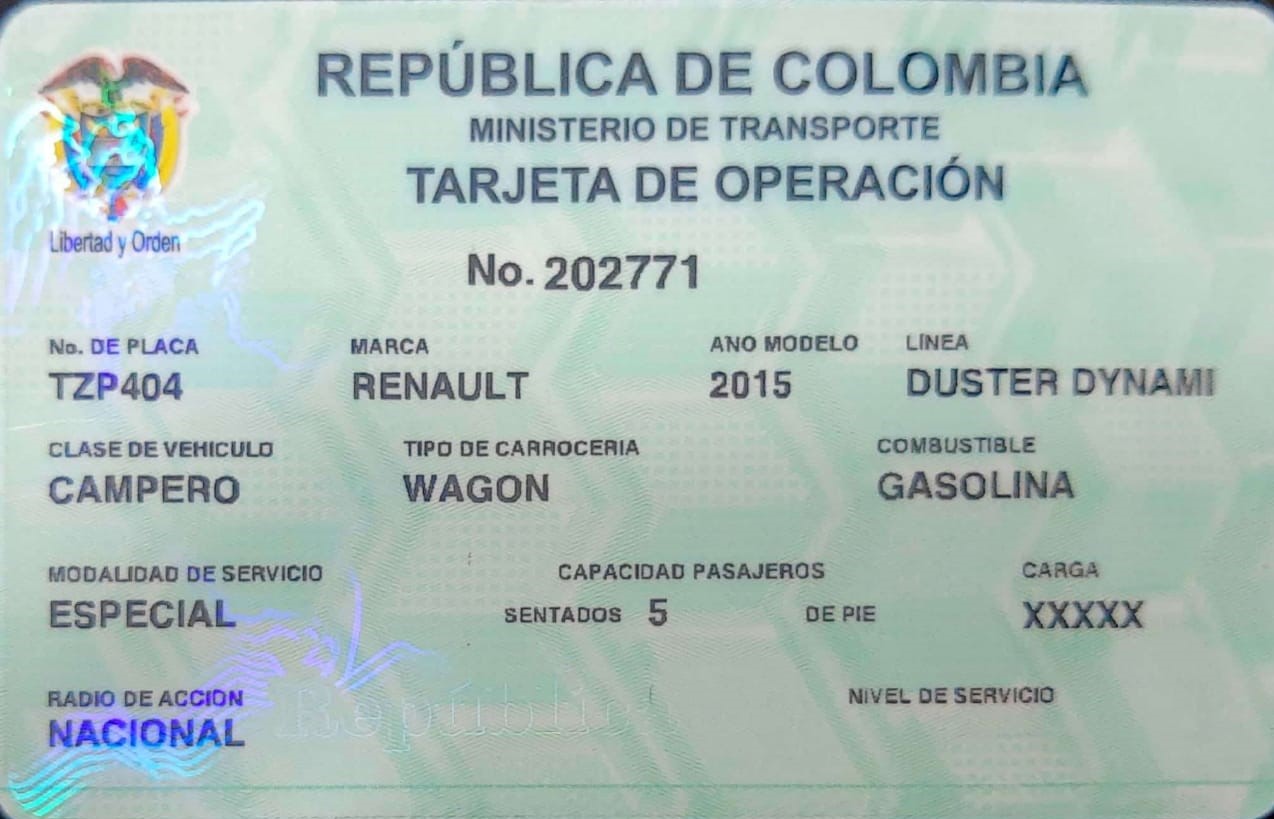 REPÚBLICA DE COLOMBIA
MINISTERIO DE TRANSPORTE
TARJETA DE OPERACIÓN
Libertad y Orden
No. 202771
No. DE PLACA MARCA ANO MODELO LÍNEA
TZP404 RENAULT 2015 DUSTER DYNAMI
CLASE DE VEHICULO TIPO DE CARROCERIA COMBUSTIBLE
CAMPERO WAGON GASOLINA
MODALIDAD DE SERVICIO CAPACIDAD PASAJEROS CARGA
ESPECIAL SENTADOS 5 DE PIE XXXXX
RADIO DE ACCION NIVEL DE SERVICIO
NACIONAL